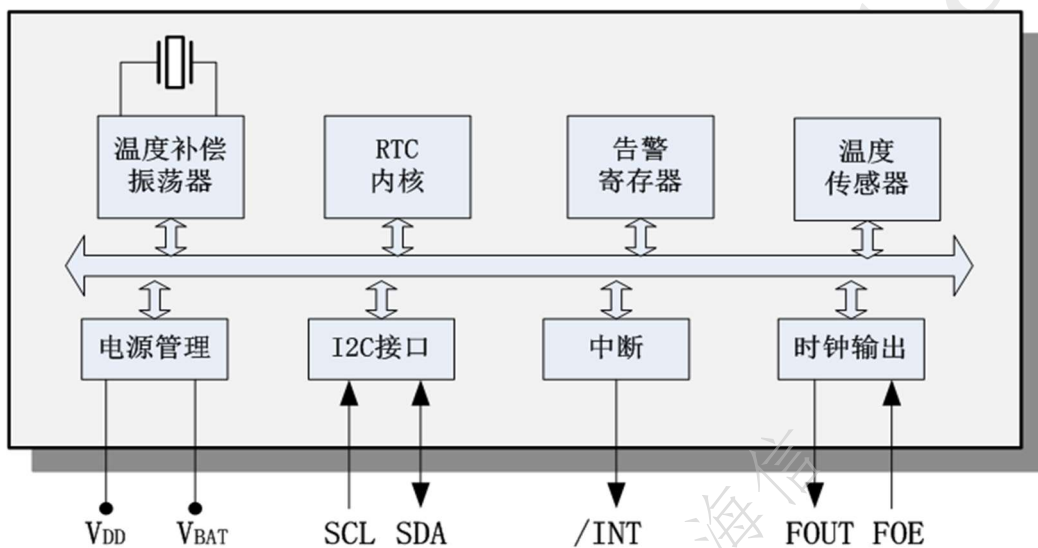 温度补偿
振荡器
RTC
内核
告警
寄存器
温度
传感器
电源管理
I2C接口
中断
时钟输出
VDD
VBAT
SCL
SDA
/INT
FOUT
FOE
海信